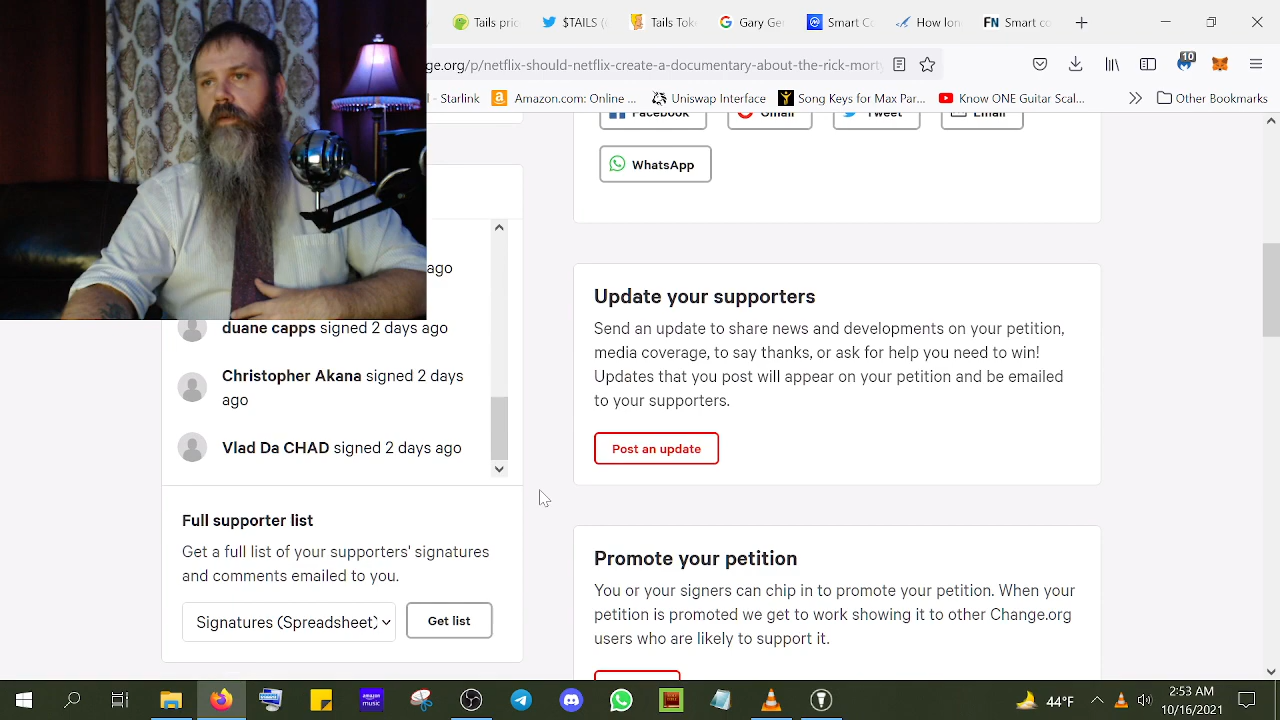 Tails pric
$TAILS (
Tails Tok
Gary Ge
Smart Co
How lon
FN Smart co
ge.org/p/netflix-should-netflix-create-a-documentary-about-the-rick-morty
10
l - Starlink
Amazon.com: Online ...
Uniswap Interface
ing Keys for Max Par...
Know ONE Guitar Scal...
Other Bookmarks
Facebook
Gmail
Tweet
Email
WhatsApp
ago
duane capps signed 2 days ago
Christopher Akana signed 2 days
ago
Vlad Da CHAD signed 2 days ago
Full supporter list
Get a full list of your supporters' signatures
and comments emailed to you.
Signatures (Spreadsheet)
Get list
Update your supporters
Send an update to share news and developments on your petition,
media coverage, to say thanks, or ask for help you need to win!
Updates that you post will appear on your petition and be emailed
to your supporters.
Post an update
Promote your petition
You or your signers can chip in to promote your petition. When your
petition is promoted we get to work showing it to other Change.org
users who are likely to support it.
amazon
music
44°F
2:53 AM
10/16/2021